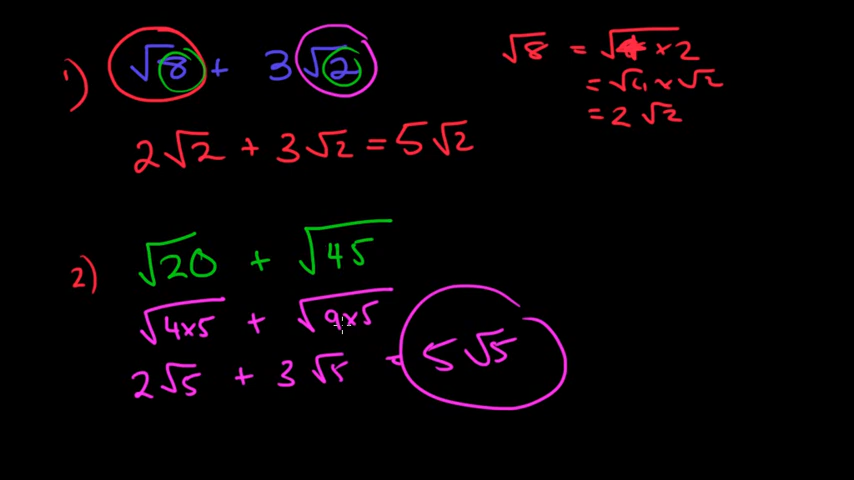 1) √8 + 3√2
√8 = √4 × 2
= √4 × √2
= 2√2
2√2 + 3√2 = 5√2
2) √20 + √45
√4×5 + √9×5
2√5 + 3√5 = 5√5